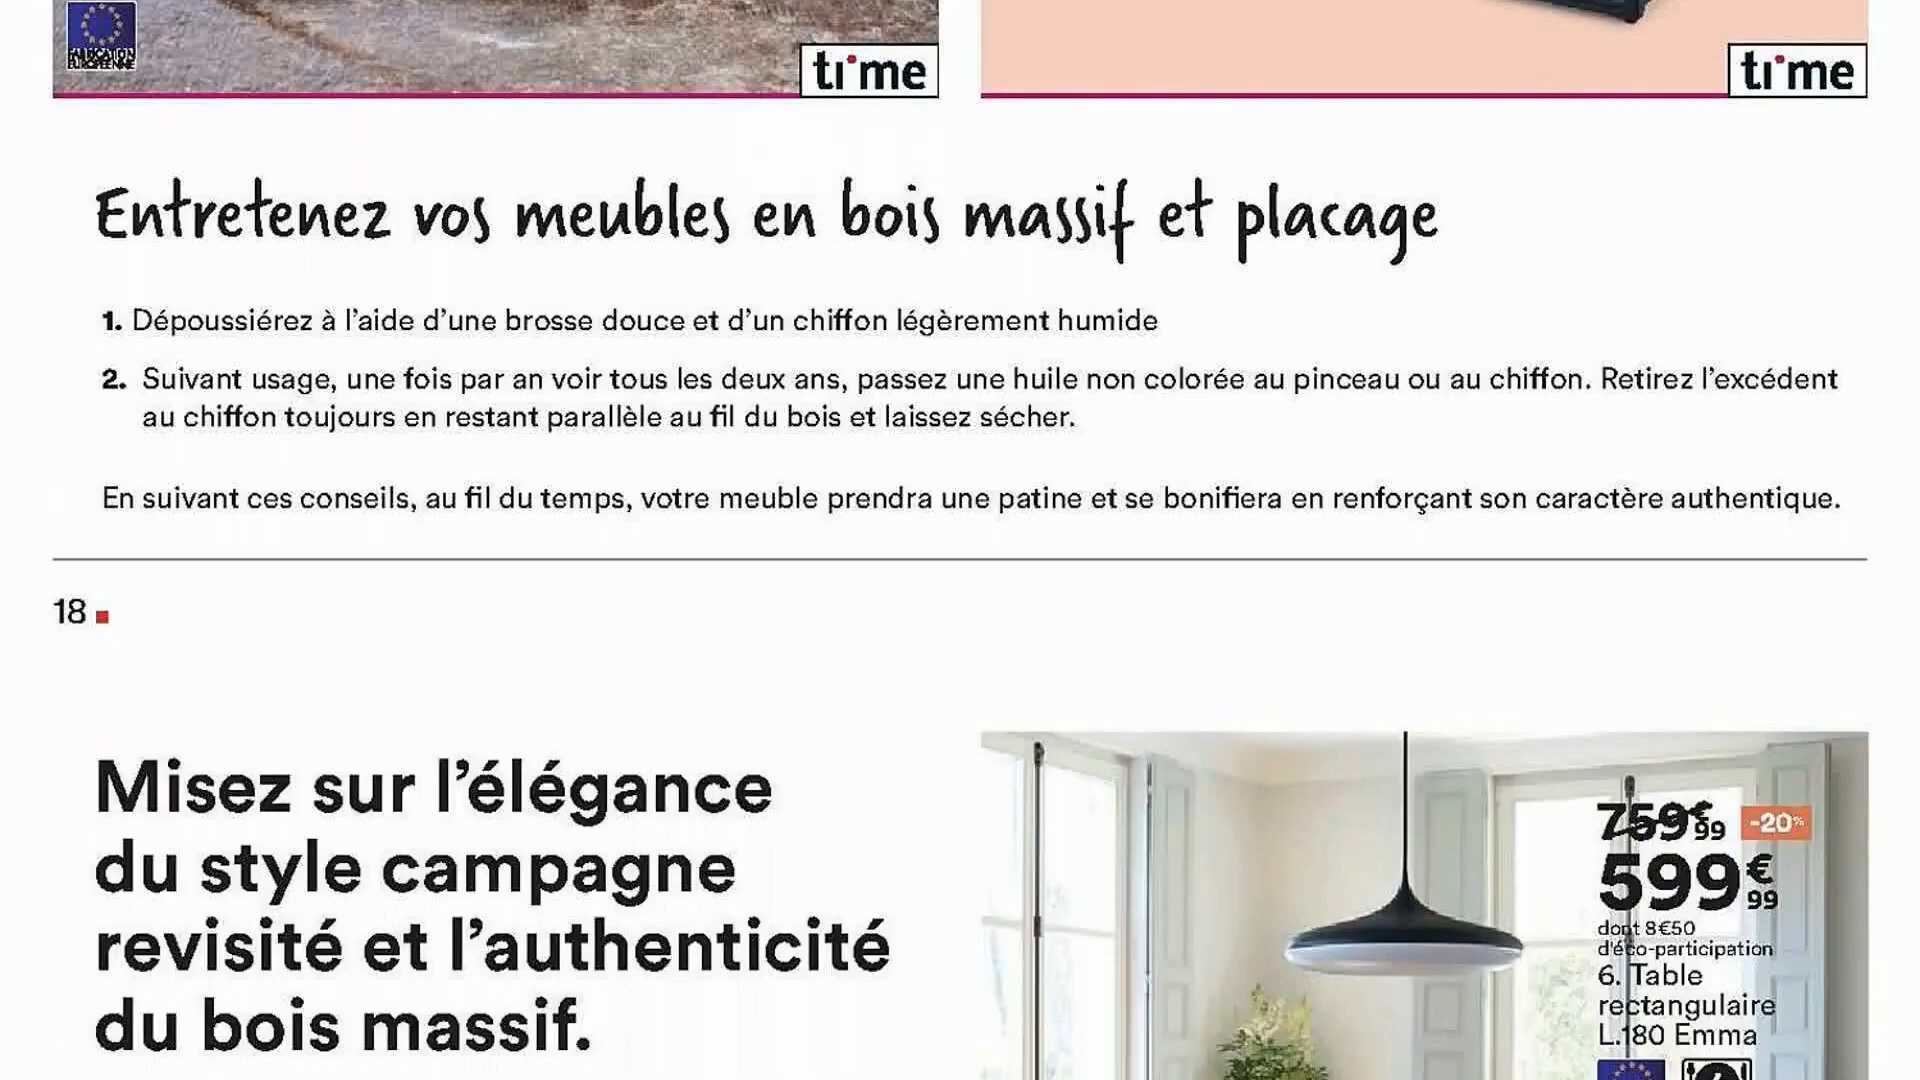 FABRICATION
EUROPÉENNE
ti•me
ti•me
Entretenez vos meubles en bois massif et placage
1. Dépoussiérez à l'aide d'une brosse douce et d'un chiffon légèrement humide
2. Suivant usage, une fois par an voir tous les deux ans, passez une huile non colorée au pinceau ou au chiffon. Retirez l'excédent
au chiffon toujours en restant parallèle au fil du bois et laissez sécher.
En suivant ces conseils, au fil du temps, votre meuble prendra une patine et se bonifiera en renforçant son caractère authentique.
18
Misez sur l'élégance
du style campagne
revisité et l'authenticité
du bois massif.
759€99 -20%
599€99
dont 8€50
d'éco-participation
6. Table
rectangulaire
L.180 Emma